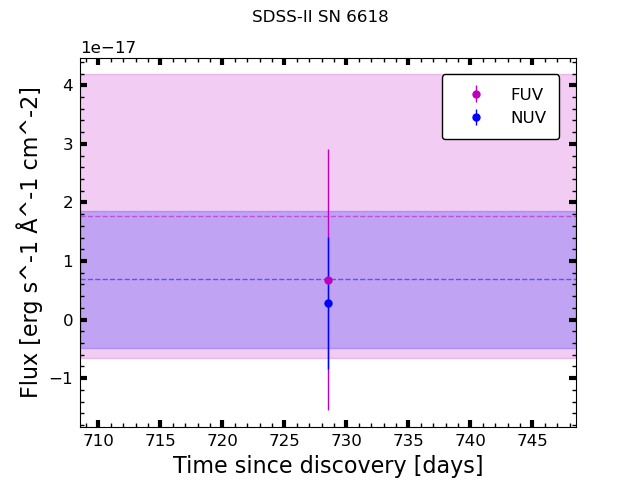 SDSS-II SN 6618
1e−17
FUV
NUV
4
3
2
1
0
−1
Flux [erg s^-1 Å^-1 cm^-2]
710 715 720 725 730 735 740 745
Time since discovery [days]